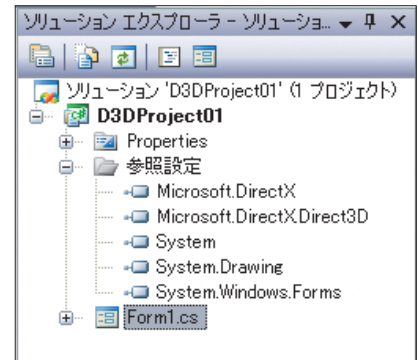 ソリューション エクスプローラ - ソリューショ...
ソリューション 'D3DProject01' (1 プロジェクト)
D3DProject01
Properties
参照設定
Microsoft.DirectX
Microsoft.DirectX.Direct3D
System
System.Drawing
System.Windows.Forms
Form1.cs